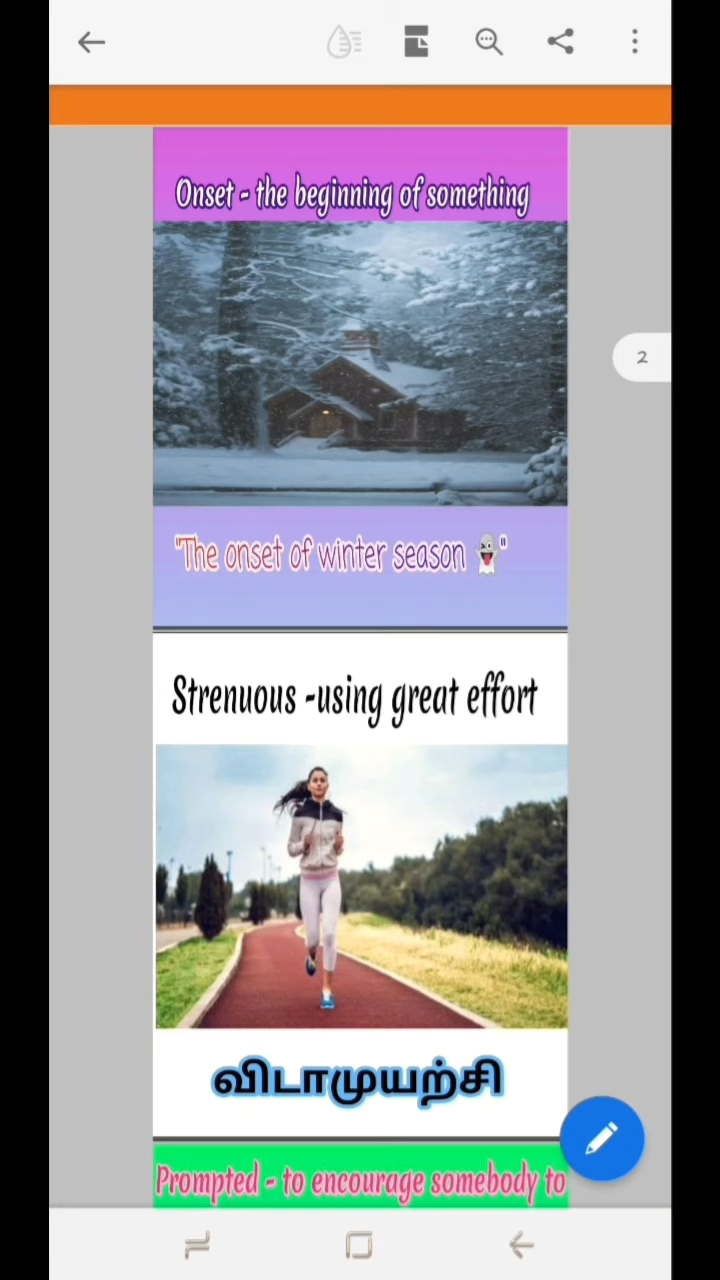 Onset - the beginning of something
2
"The onset of winter season 👻"
Strenuous -using great effort
விடாமுயற்சி
Prompted - to encourage somebody to